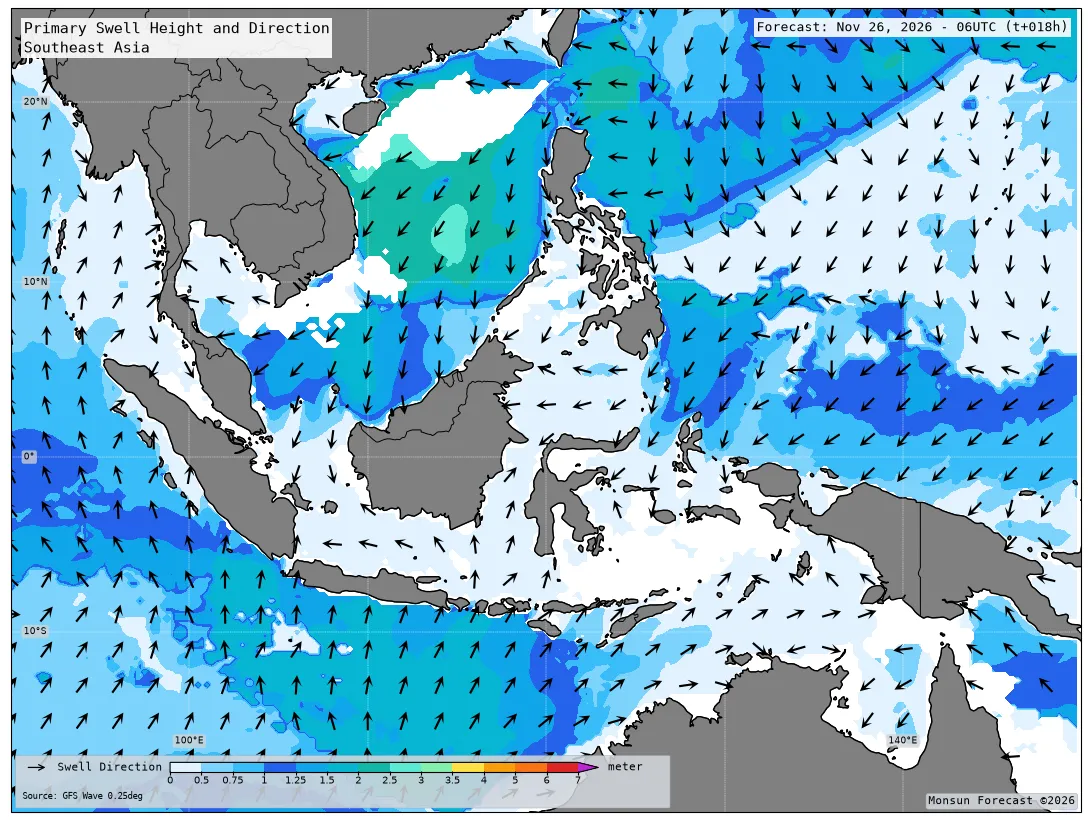 Primary Swell Height and Direction
Southeast Asia
Forecast: Nov 26, 2026 - 06UTC (t+018h)
20°N
10°N
0°
10°S
100°E
140°E
Swell Direction
meter
0 0.5 0.75 1 1.25 1.5 2 2.5 3 3.5 4 5 6 7
Source: GFS Wave 0.25deg
Monsun Forecast ©2026